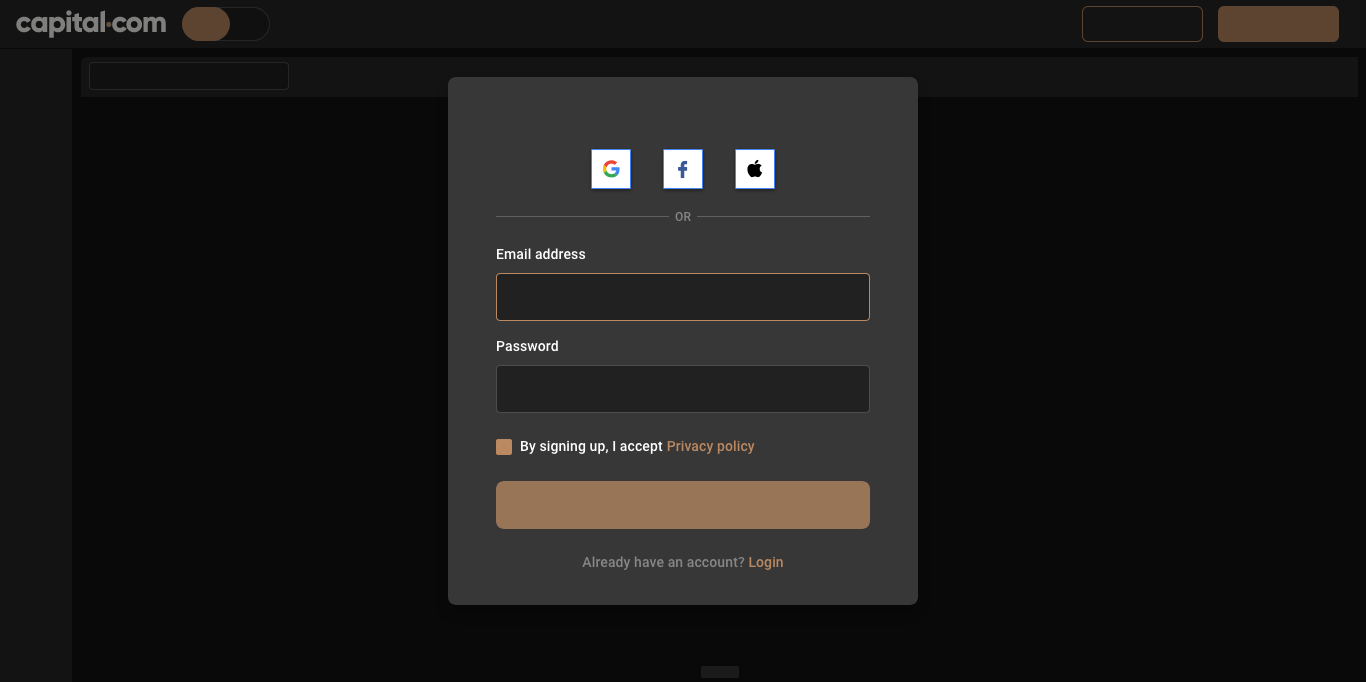 capital.com
OR
Email address
Password
By signing up, I accept Privacy policy
Already have an account? Login